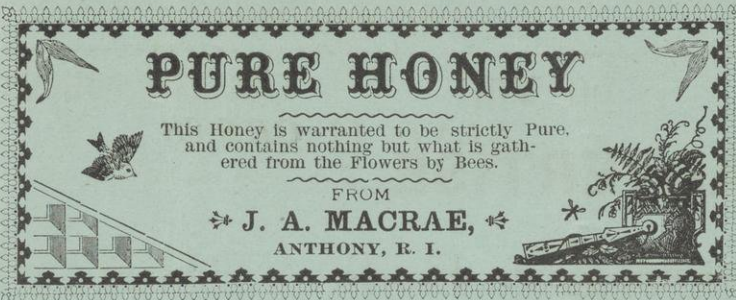 PURE HONEY
This Honey is warranted to be strictly Pure,
and contains nothing but what is gath-
ered from the Flowers by Bees.
FROM
J. A. MACRAE,
ANTHONY, R. I.